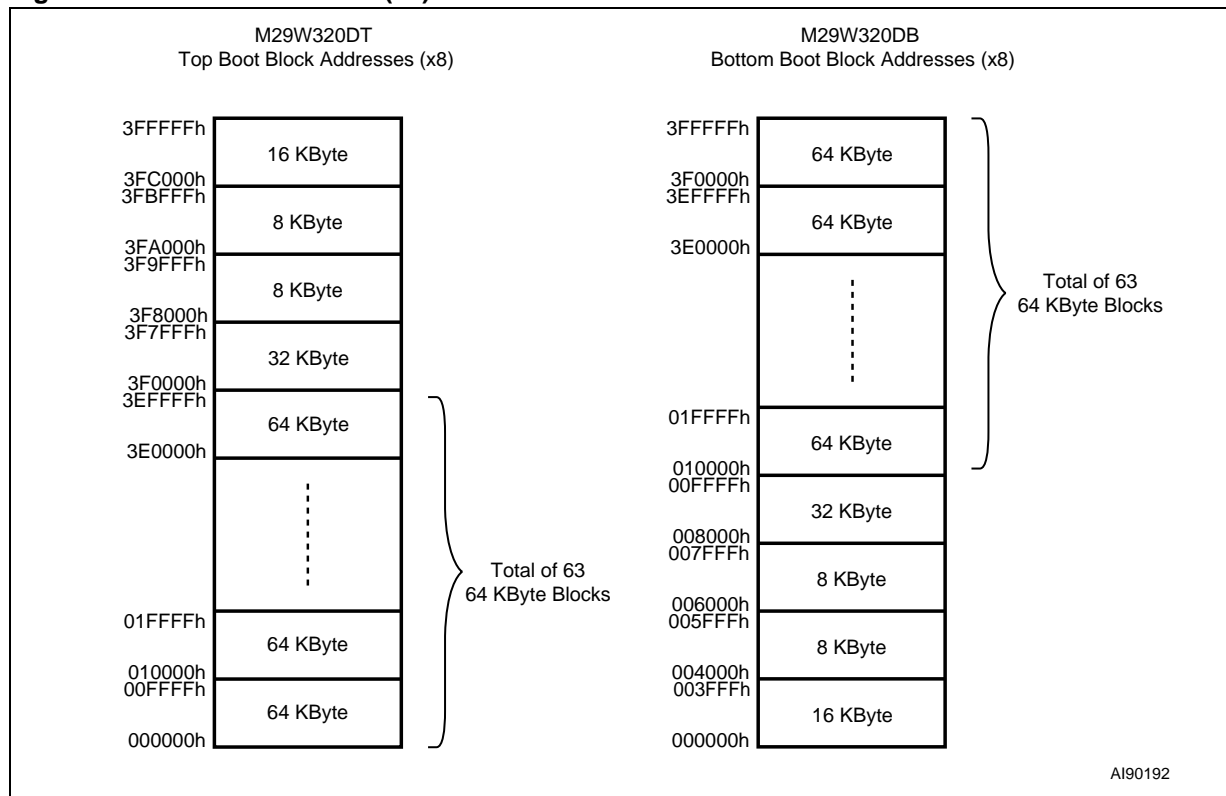 M29W320DT
Top Boot Block Addresses (x8)
3FFFFFh
16 KByte
3FC000h
3FBFFFh
8 KByte
3FA000h
3F9FFFh
8 KByte
3F8000h
3F7FFFh
32 KByte
3F0000h
3EFFFFh
64 KByte
3E0000h
Total of 63
64 KByte Blocks
01FFFFh
64 KByte
010000h
00FFFFh
64 KByte
000000h
M29W320DB
Bottom Boot Block Addresses (x8)
3FFFFFh
64 KByte
3F0000h
3EFFFFh
64 KByte
3E0000h
Total of 63
64 KByte Blocks
01FFFFh
64 KByte
010000h
00FFFFh
32 KByte
008000h
007FFFh
8 KByte
006000h
005FFFh
8 KByte
004000h
003FFFh
16 KByte
000000h
AI90192